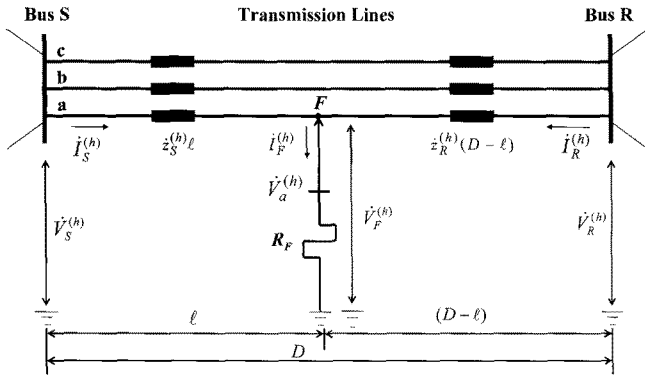 Bus S Transmission Lines Bus R
c
b
a
F
İ_S^(h) ż_S^(h)ℓ İ_F^(h) ż_R^(h)(D−ℓ) İ_R^(h)
V̇_a^(h)
V̇_S^(h) V̇_F^(h) V̇_R^(h)
R_F
ℓ (D−ℓ)
D